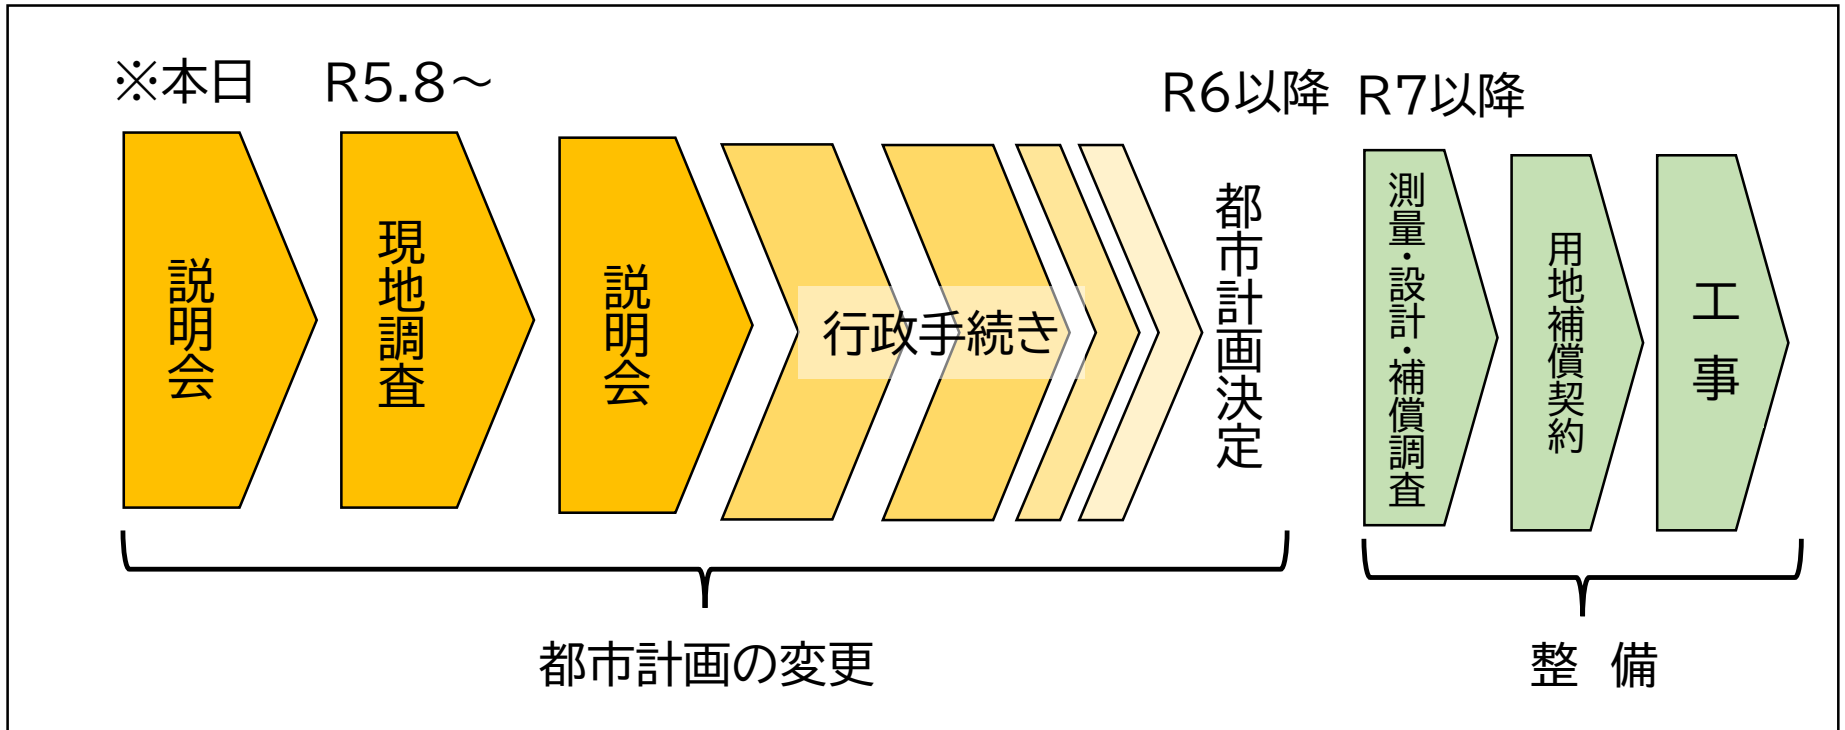 ※本日
R5.8～
R6以降
R7以降
説明会
現地調査
説明会
行政手続き
都市計画決定
測量・設計・補償調査
用地補償契約
工事
都市計画の変更
整 備